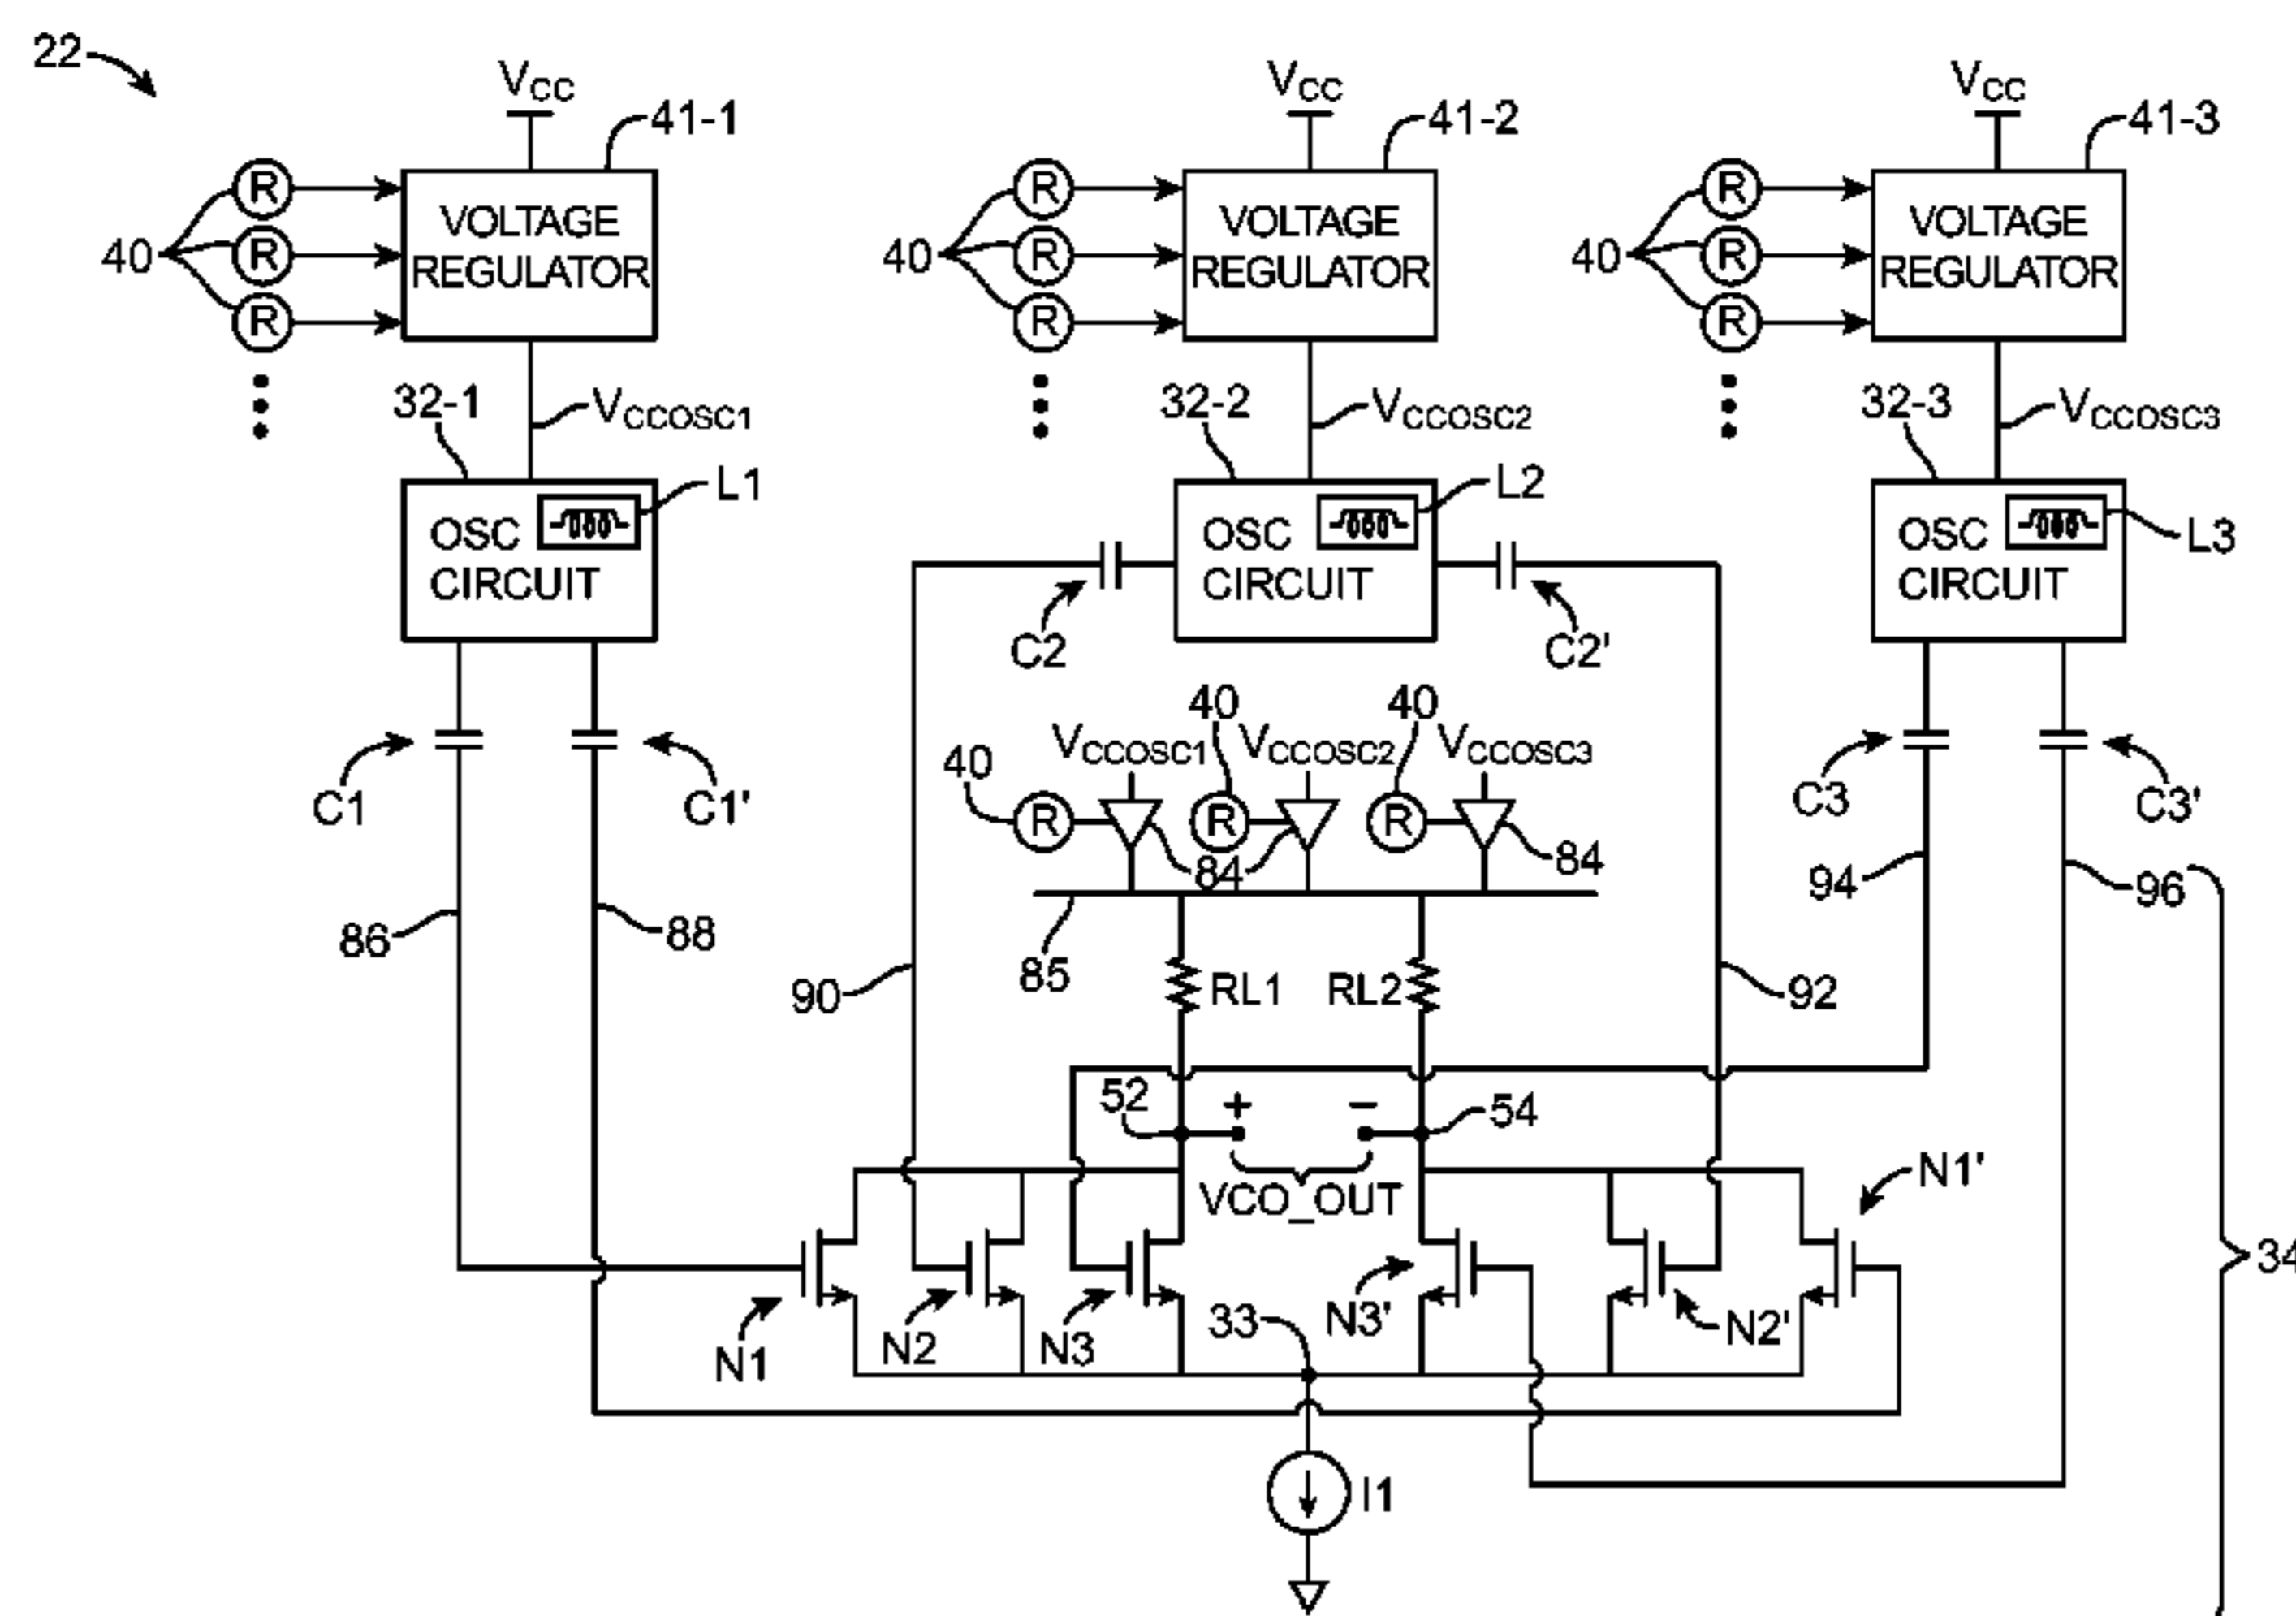 22
VCC VCC VCC
41-1 41-2 41-3
R R R
VOLTAGE REGULATOR VOLTAGE REGULATOR VOLTAGE REGULATOR
40 R 40 R 40 R
R R R
32-1 VCCOSC1 32-2 VCCOSC2 32-3 VCCOSC3
L1 L2 L3
OSC CIRCUIT OSC CIRCUIT OSC CIRCUIT
C2 C2'
40 40
VCCOSC1 VCCOSC2 VCCOSC3
40 R R R
C1 C1' C3 C3'
84 84
94 96
86 88
85 RL1 RL2
90 92
52 + − 54
VCO_OUT
N1'
34
N1 N2 N3 33 N3' N2'
I1